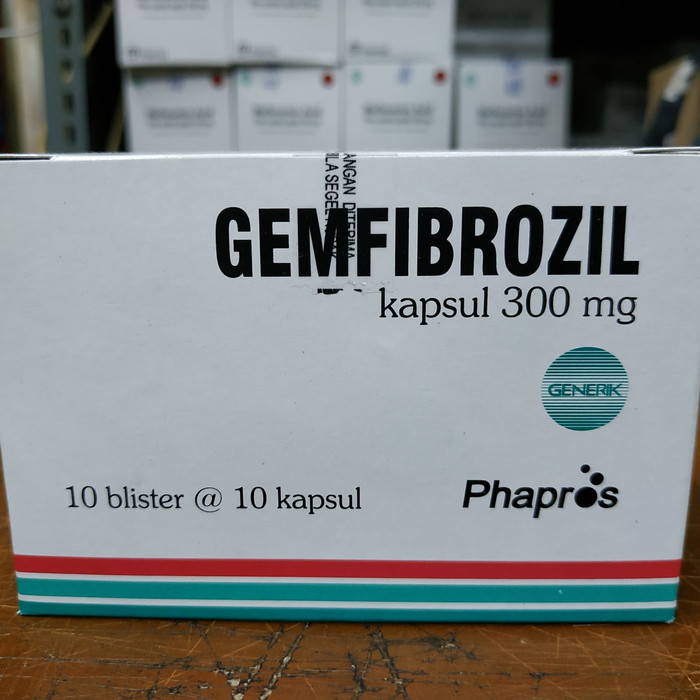 GEMFIBROZIL
kapsul 300 mg
GENERIK
10 blister @ 10 kapsul
Phapros